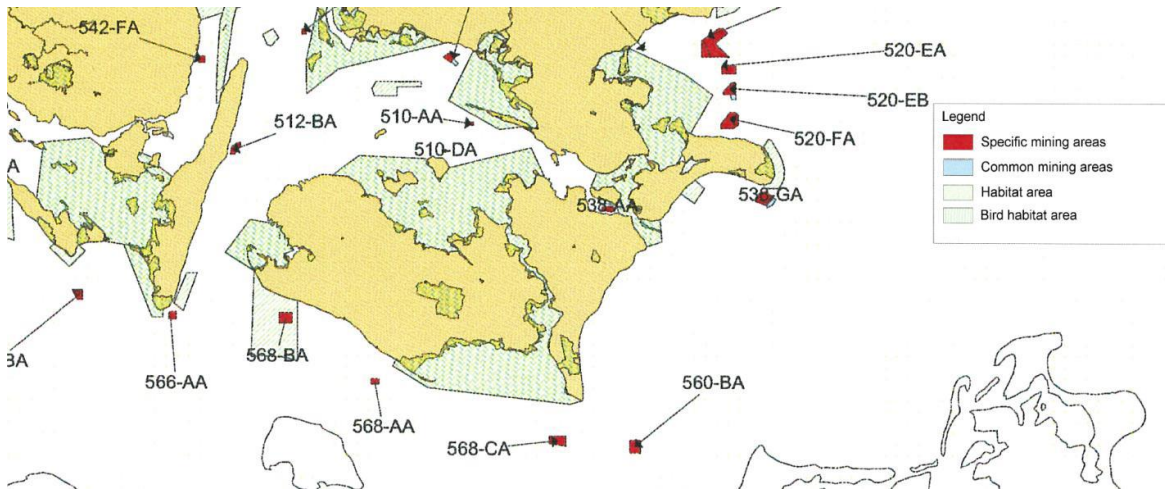 542-FA
520-EA
520-EB
510-AA
512-BA
520-FA
510-DA
538-AA
538-GA
BA
568-BA
566-AA
560-BA
568-AA
568-CA
Legend
Specific mining areas
Common mining areas
Habitat area
Bird habitat area